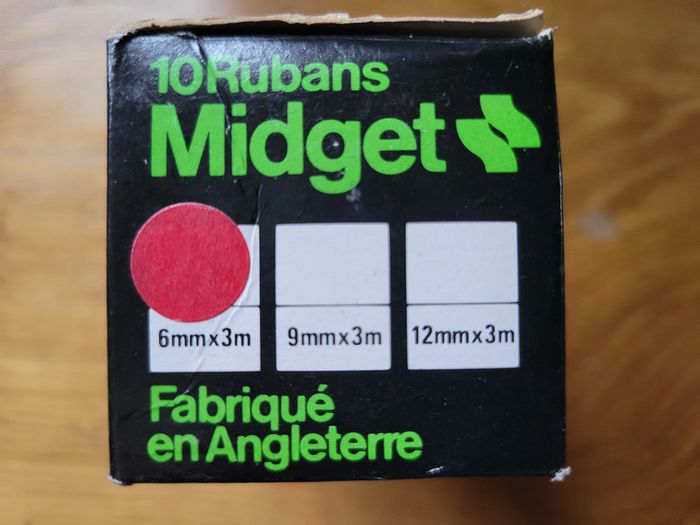 10 Rubans
Midget
6mm x 3m
9mm x 3m
12mm x 3m
Fabriqué
en Angleterre